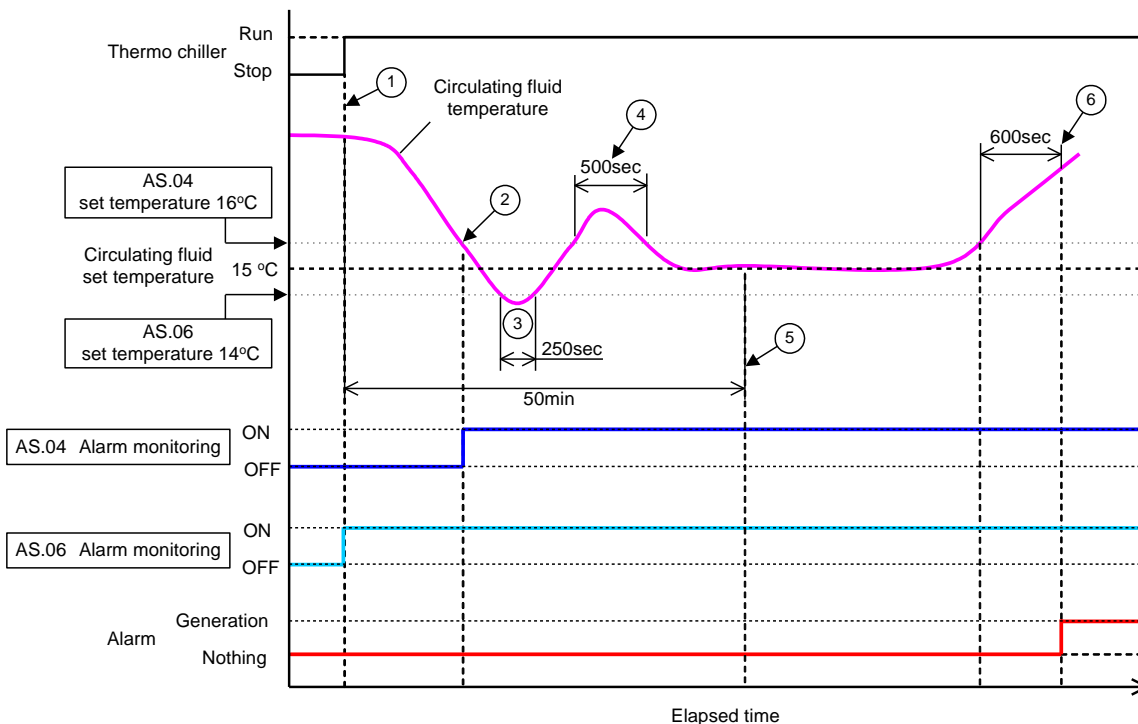 Run
Thermo chiller
Stop
1
Circulating fluid
temperature
4
6
500sec
600sec
AS.04
set temperature 16ºC
2
Circulating fluid
set temperature
15 ºC
AS.06
set temperature 14ºC
3
250sec
5
50min
AS.04 Alarm monitoring
ON
OFF
AS.06 Alarm monitoring
ON
OFF
Generation
Alarm
Nothing
Elapsed time